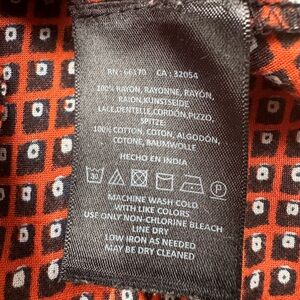 RN : 66170 CA : 32054
100% RAYON, RAYONNE, RAYÓN,
RAION,KUNSTSEIDE
LACE,DENTELLE,CORDÓN,PIZZO,
SPITZE:
100% COTTON, COTON, ALGODÓN,
COTONE, BAUMWOLLE
HECHO EN INDIA
30 P
MACHINE WASH COLD
WITH LIKE COLORS
USE ONLY NON-CHLORINE BLEACH
LINE DRY
LOW IRON AS NEEDED
MAY BE DRY CLEANED